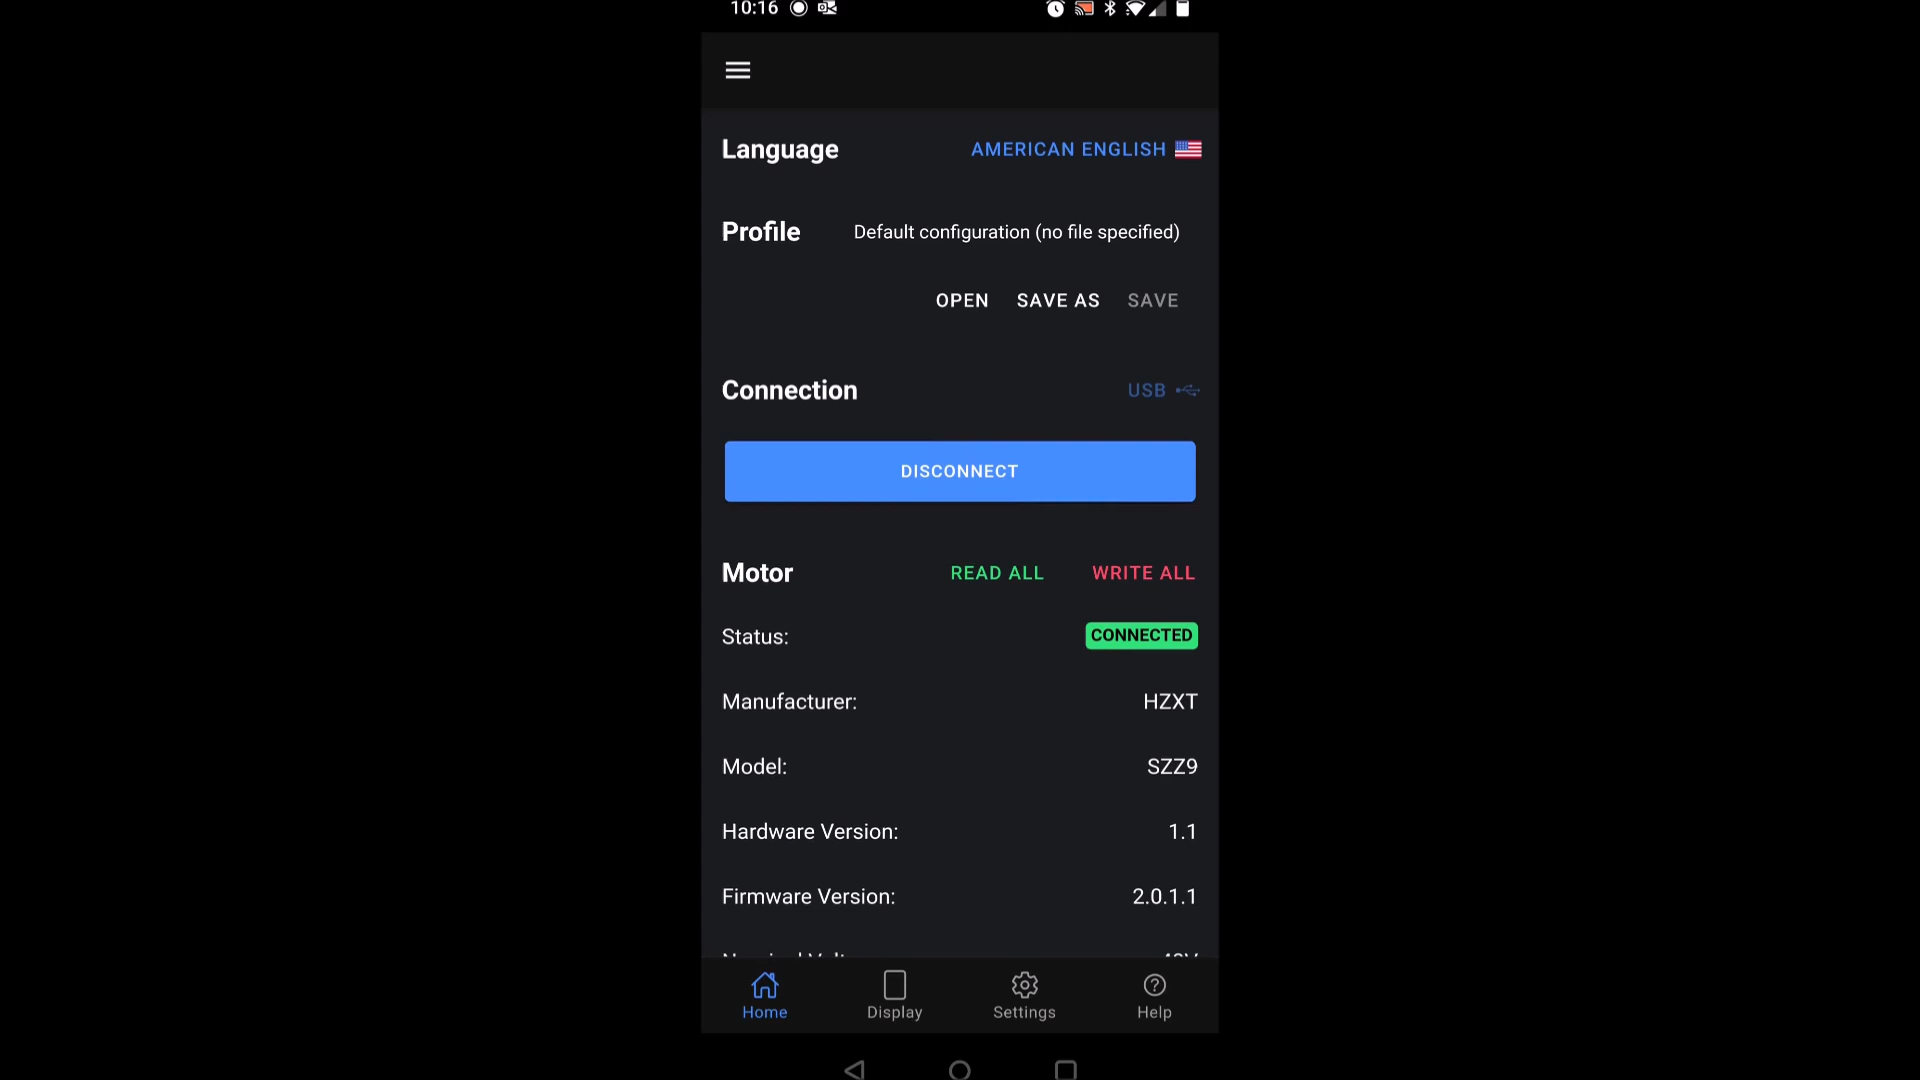 10:16
Language AMERICAN ENGLISH
Profile Default configuration (no file specified)
OPEN SAVE AS SAVE
Connection USB
DISCONNECT
Motor READ ALL WRITE ALL
Status: CONNECTED
Manufacturer: HZXT
Model: SZZ9
Hardware Version: 1.1
Firmware Version: 2.0.1.1
Home Display Settings Help